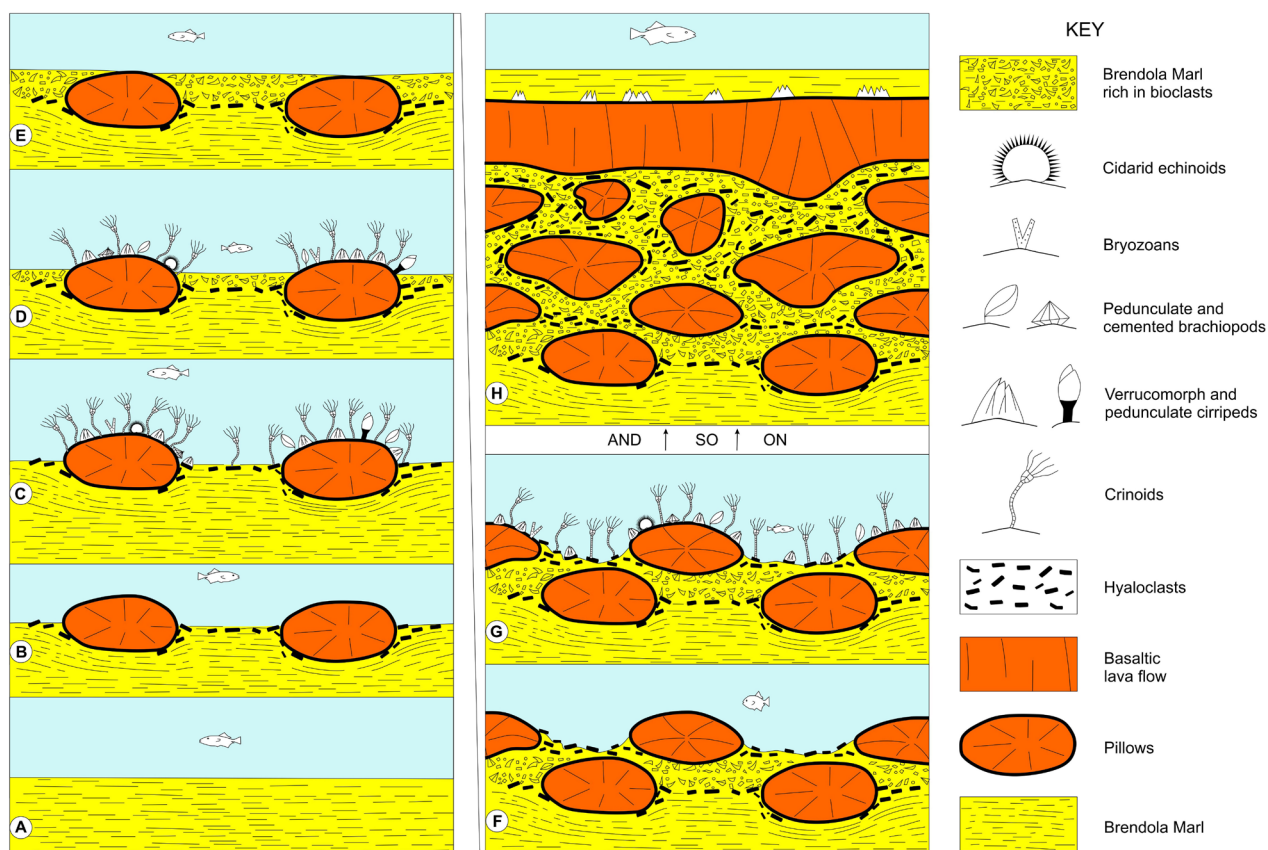 E
D
C
B
A
H
AND SO ON
G
F
KEY
Brendola Marl
rich in bioclasts
Cidarid echinoids
Bryozoans
Pedunculate and
cemented brachiopods
Verrucomorph and
pedunculate cirripeds
Crinoids
Hyaloclasts
Basaltic
lava flow
Pillows
Brendola Marl